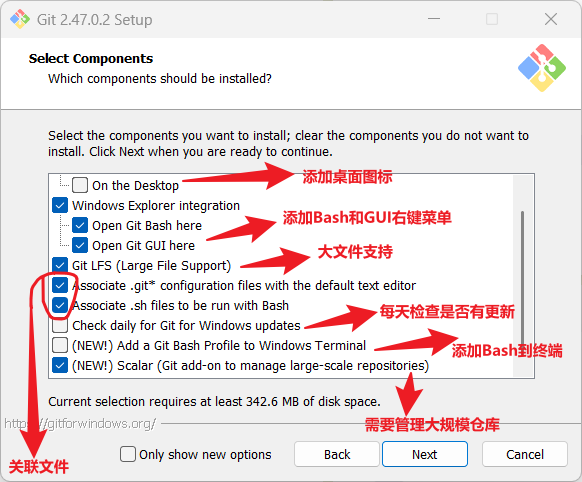 Git 2.47.0.2 Setup
Select Components
Which components should be installed?
Select the components you want to install; clear the components you do not want to
install. Click Next when you are ready to continue.
On the Desktop
添加桌面图标
Windows Explorer integration
Open Git Bash here
添加Bash和GUI右键菜单
Open Git GUI here
Git LFS (Large File Support)
大文件支持
Associate .git* configuration files with the default text editor
Associate .sh files to be run with Bash
每天检查是否有更新
Check daily for Git for Windows updates
(NEW!) Add a Git Bash Profile to Windows Terminal
添加Bash到终端
(NEW!) Scalar (Git add-on to manage large-scale repositories)
Current selection requires at least 342.6 MB of disk space.
需要管理大规模仓库
https://gitforwindows.org/
关联文件
Only show new options
Back
Next
Cancel